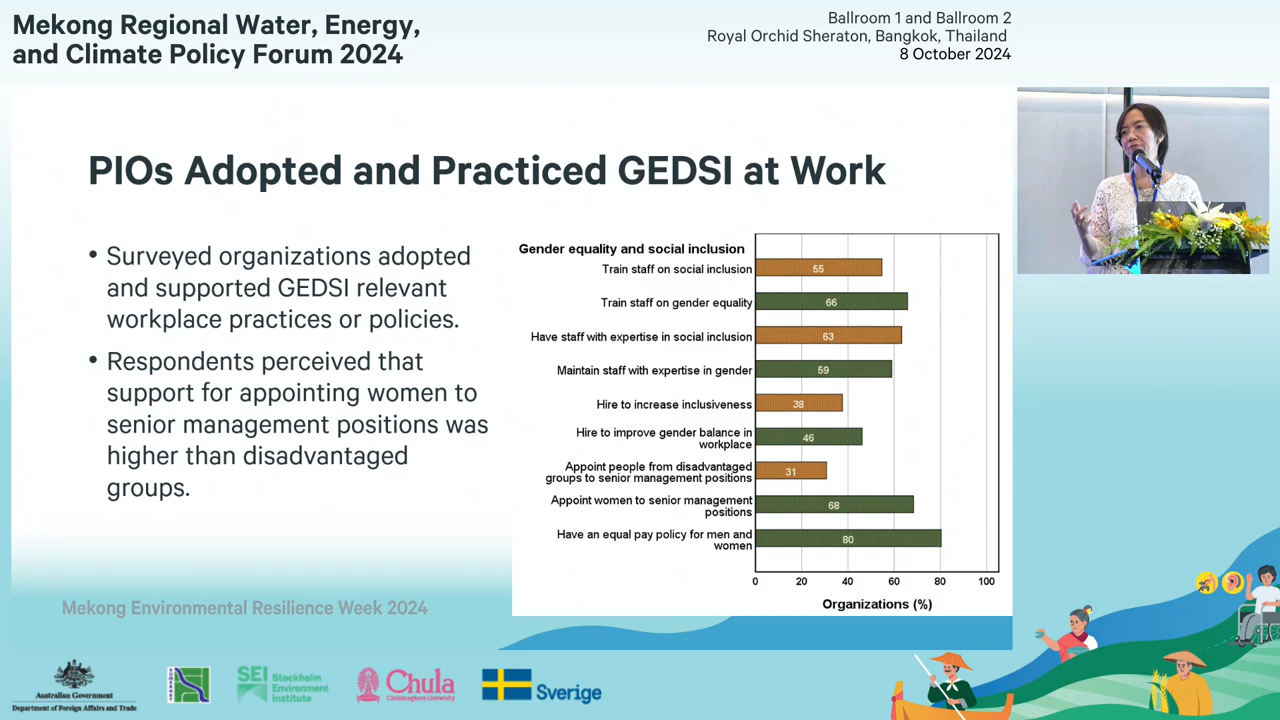 Mekong Regional Water, Energy,
and Climate Policy Forum 2024
Ballroom 1 and Ballroom 2
Royal Orchid Sheraton, Bangkok, Thailand
8 October 2024
PIOs Adopted and Practiced GEDSI at Work
• Surveyed organizations adopted
and supported GEDSI relevant
workplace practices or policies.
• Respondents perceived that
support for appointing women to
senior management positions was
higher than disadvantaged
groups.
Gender equality and social inclusion
Train staff on social inclusion 55
Train staff on gender equality 66
Have staff with expertise in social inclusion 63
Maintain staff with expertise in gender 59
Hire to increase inclusiveness 38
Hire to improve gender balance in
workplace 46
Appoint people from disadvantaged
groups to senior management positions 31
Appoint women to senior management
positions 68
Have an equal pay policy for men and
women 80
0 20 40 60 80 100
Organizations (%)
Mekong Environmental Resilience Week 2024
Australian Government
Department of Foreign Affairs and Trade
SEI Stockholm
Environment
Institute
Chula
Chulalongkorn University
Sverige